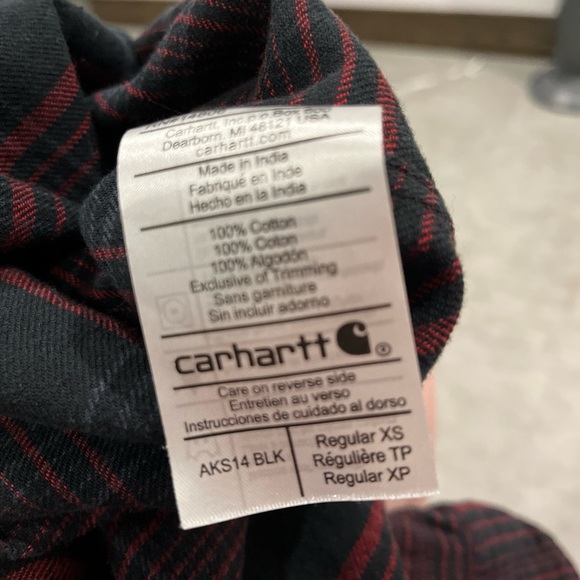 Carhartt, Inc.
Dearborn, MI 48121 USA
carhartt.com
Made in India
Fabriqué en Inde
Hecho en la India
100% Cotton
100% Coton
100% Algodón
Exclusive of Trimming
Sans garniture
Sin incluir adorno
carhartt ®
Care on reverse side
Entretien au verso
Instrucciones de cuidado al dorso
AKS14 BLK
Regular XS
Régulière TP
Regular XP